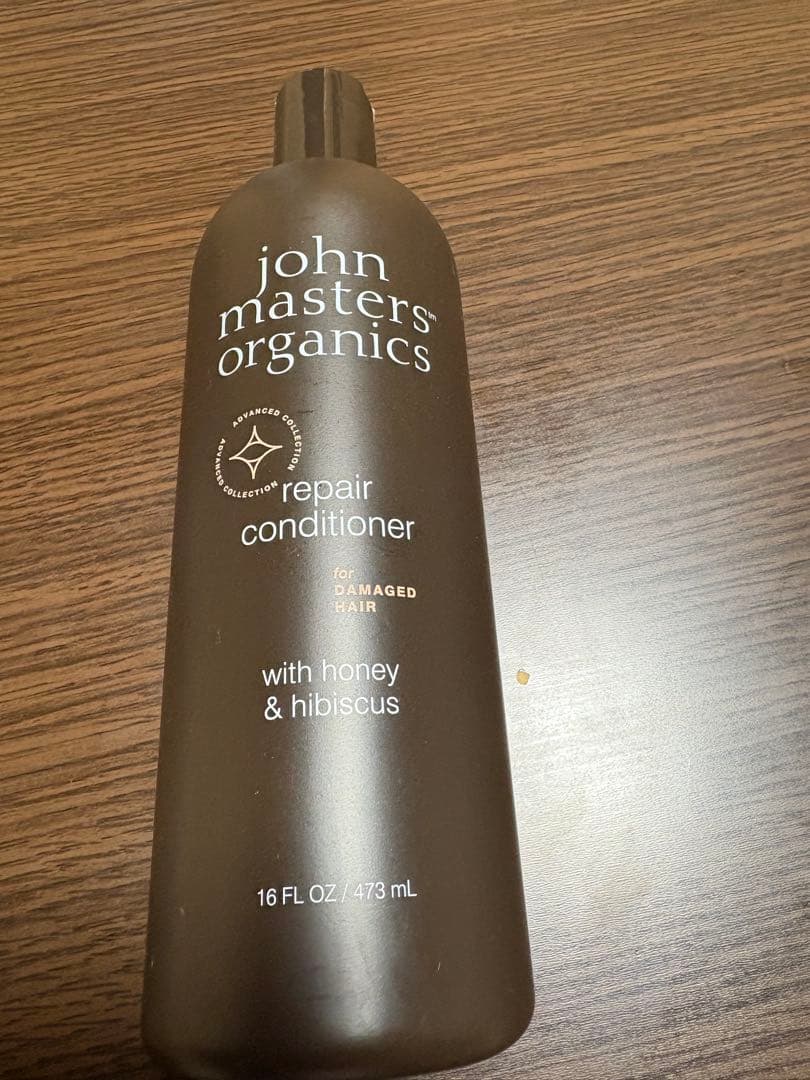 john
masters™
organics
ADVANCED COLLECTION
ADVANCED COLLECTION
repair
conditioner
for
DAMAGED
HAIR
with honey
& hibiscus
16 FL OZ / 473 mL